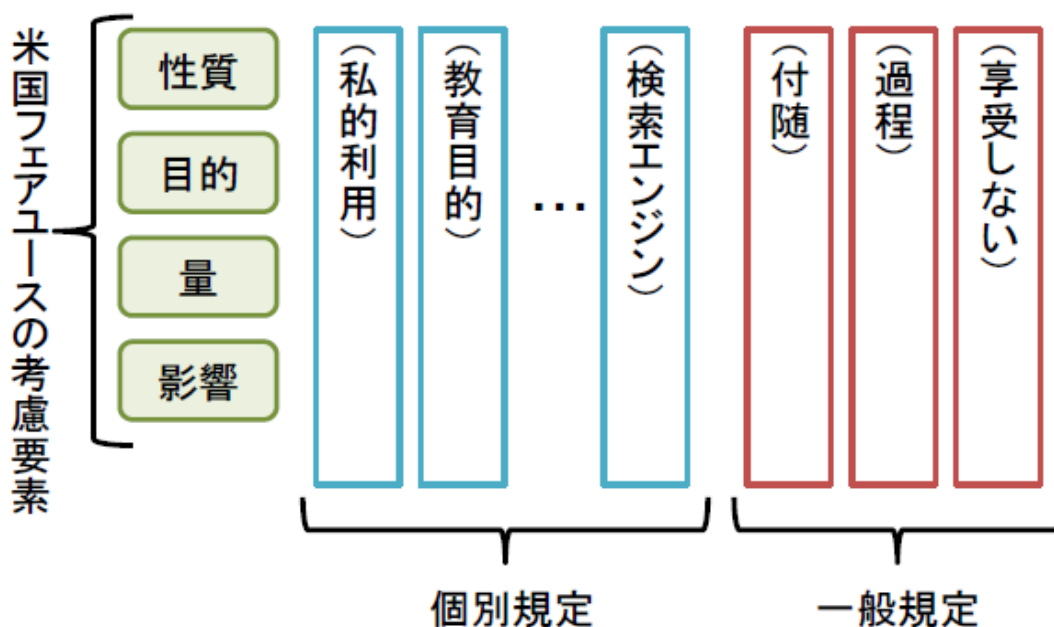 米国フェアユースの考慮要素
性質
目的
量
影響
（私的利用）
（教育目的）
…
（検索エンジン）
（付随）
（過程）
（享受しない）
個別規定
一般規定